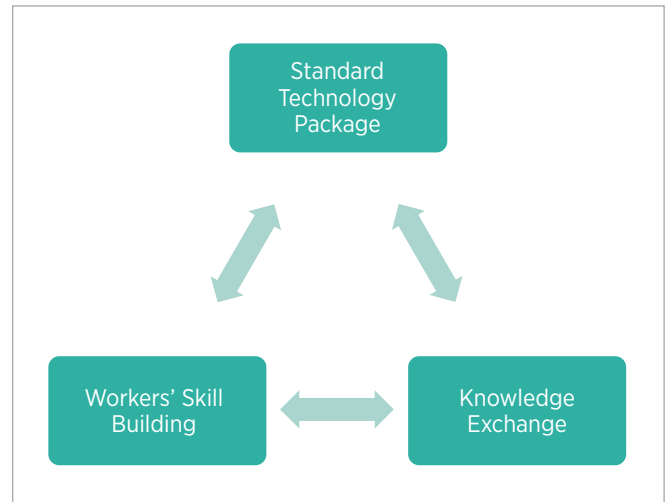 Standard
Technology
Package
Workers’ Skill
Building
Knowledge
Exchange